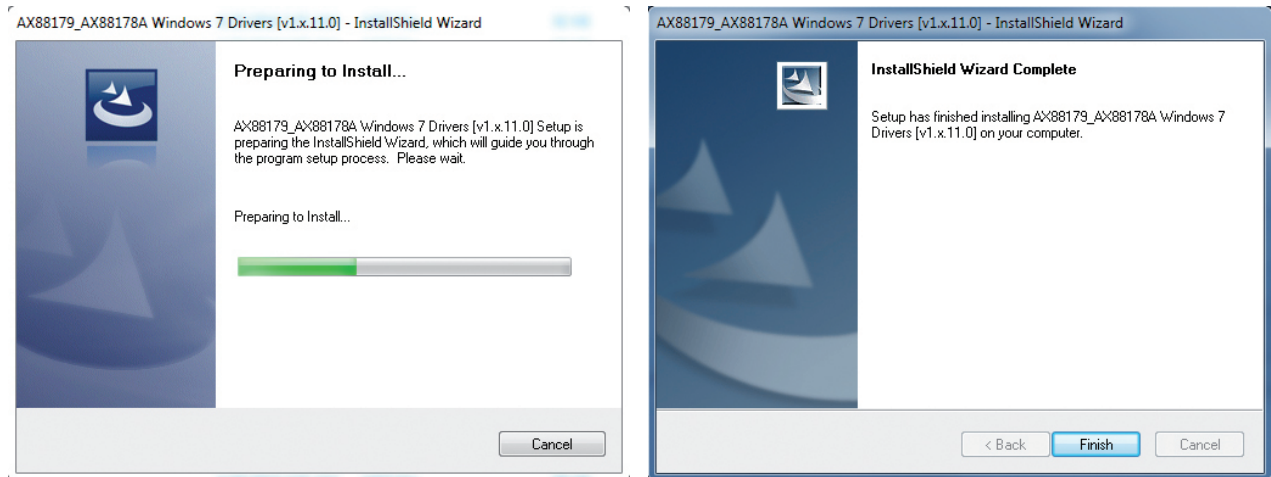 AX88179_AX88178A Windows 7 Drivers [v1.x.11.0] - InstallShield Wizard
Preparing to Install...
AX88179_AX88178A Windows 7 Drivers [v1.x.11.0] Setup is
preparing the InstallShield Wizard, which will guide you through
the program setup process. Please wait.
Preparing to Install...
Cancel
AX88179_AX88178A Windows 7 Drivers [v1.x.11.0] - InstallShield Wizard
InstallShield Wizard Complete
Setup has finished installing AX88179_AX88178A Windows 7
Drivers [v1.x.11.0] on your computer.
< Back
Finish
Cancel